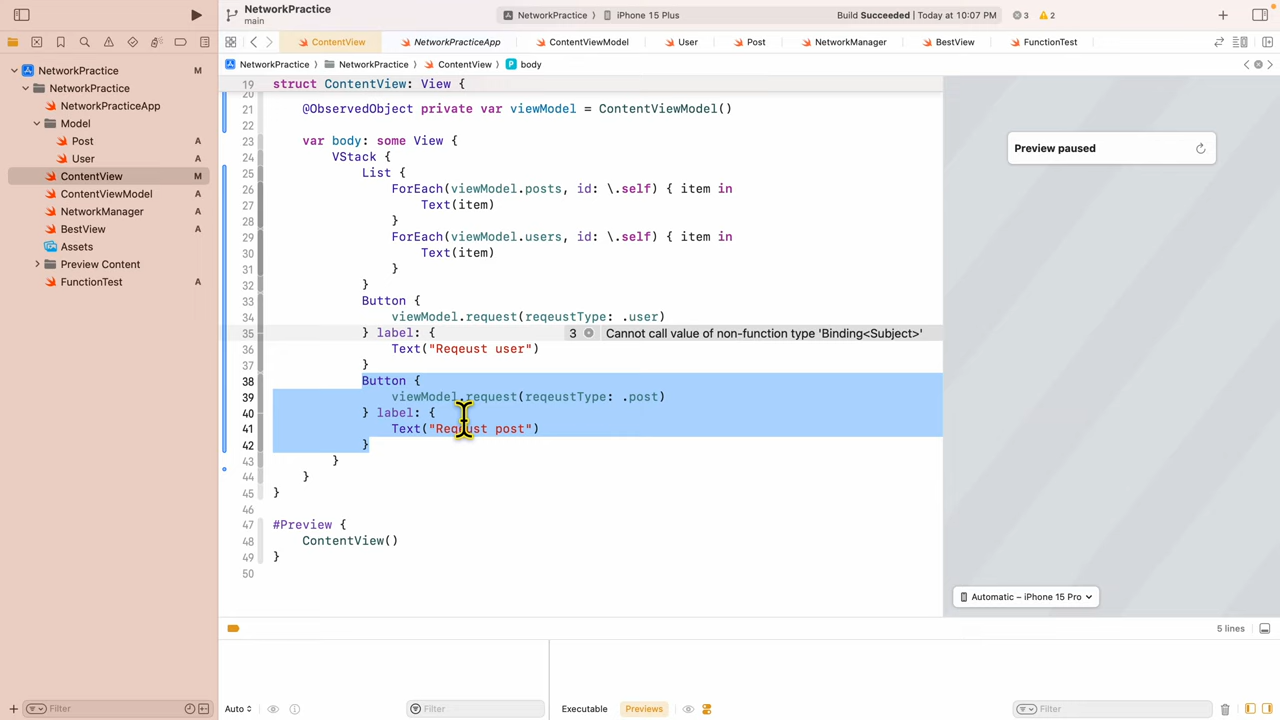 NetworkPractice
main
NetworkPractice
iPhone 15 Plus
Build Succeeded | Today at 10:07 PM
3
2
ContentView
NetworkPracticeApp
ContentViewModel
User
Post
NetworkManager
BestView
FunctionTest
NetworkPractice
NetworkPractice
ContentView
P body
NetworkPractice M
NetworkPractice
NetworkPracticeApp
Model
Post A
User A
ContentView M
ContentViewModel A
NetworkManager A
BestView A
Assets
Preview Content
FunctionTest A
19 struct ContentView: View {
20
21 @ObservedObject private var viewModel = ContentViewModel()
22
23 var body: some View {
24 VStack {
25 List {
26 ForEach(viewModel.posts, id: \.self) { item in
27 Text(item)
28 }
29 ForEach(viewModel.users, id: \.self) { item in
30 Text(item)
31 }
32 }
33 Button {
34 viewModel.request(reqeustType: .user)
35 } label: { 3 Cannot call value of non-function type 'Binding<Subject>'
36 Text("Reqeust user")
37 }
38 Button {
39 viewModel.request(reqeustType: .post)
40 } label: {
41 Text("Reqeust post")
42 }
43 }
44 }
45 }
46
47 #Preview {
48 ContentView()
49 }
50
Preview paused
Automatic – iPhone 15 Pro
5 lines
Filter
Auto
Filter
Executable
Previews
Filter